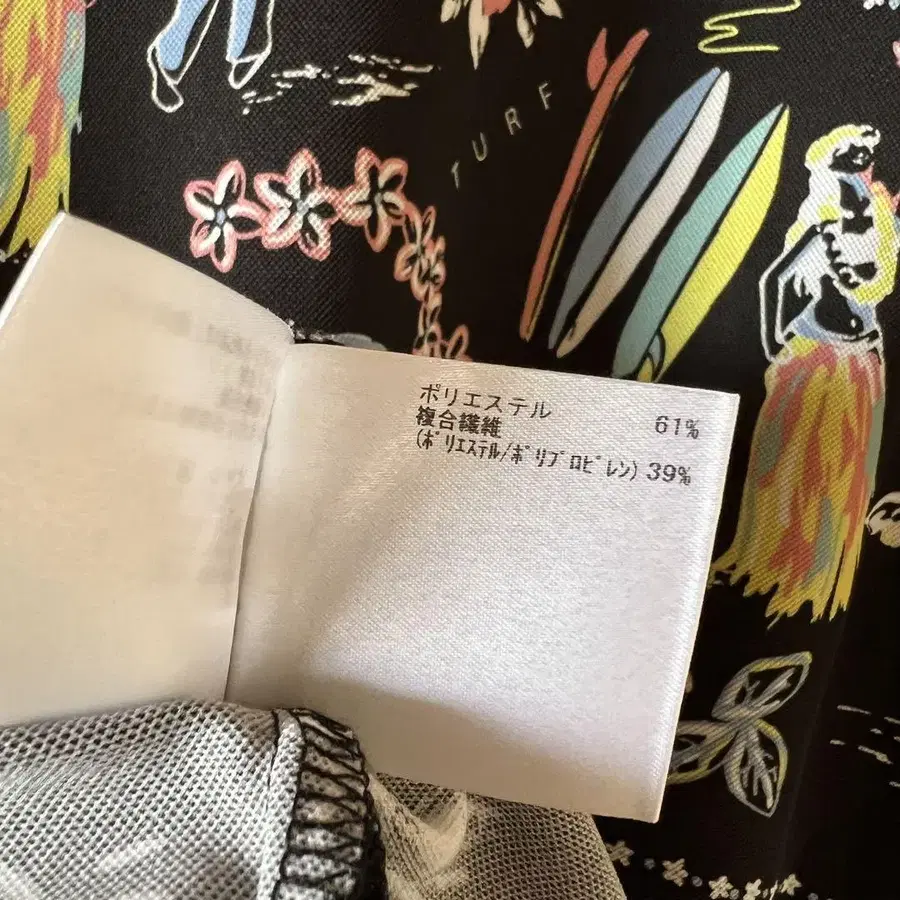 TURF
ポリエステル 61%
複合繊維
(ﾎﾟﾘｴｽﾃﾙ/ﾎﾟﾘﾌﾟﾛﾋﾟﾚﾝ) 39%